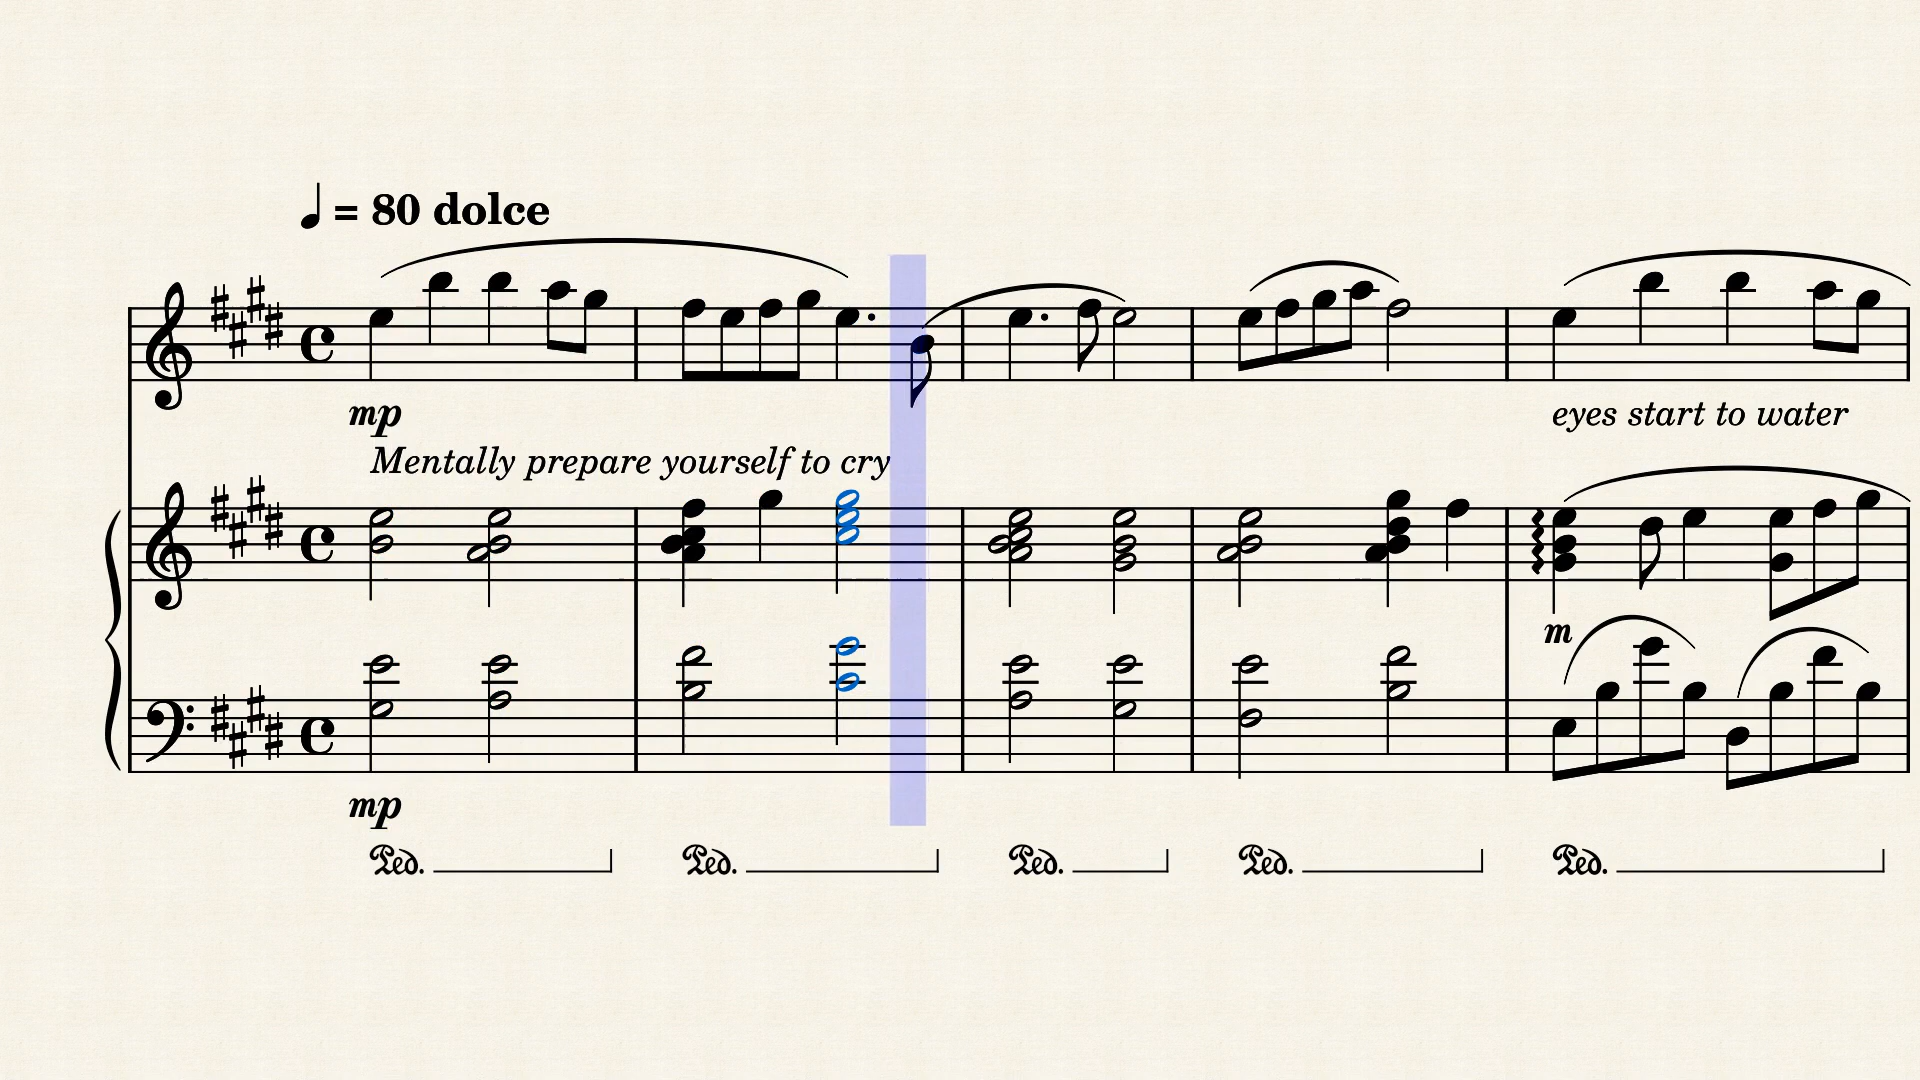 ♩ = 80 dolce
mp
Mentally prepare yourself to cry
eyes start to water
m
mp
Ped. Ped. Ped. Ped. Ped.